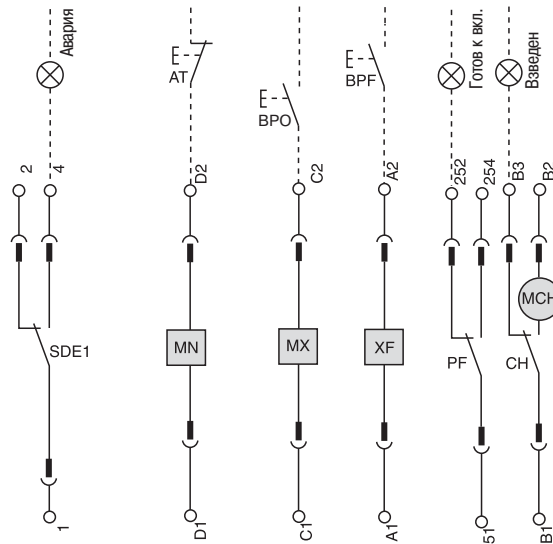 Авария
AT
BPO
BPF
Готов к вкл.
Взведен
2
4
D2
C2
A2
252
254
B3
B2
SDE1
MN
MX
XF
PF
CH
MCH
1
D1
C1
A1
51
B1